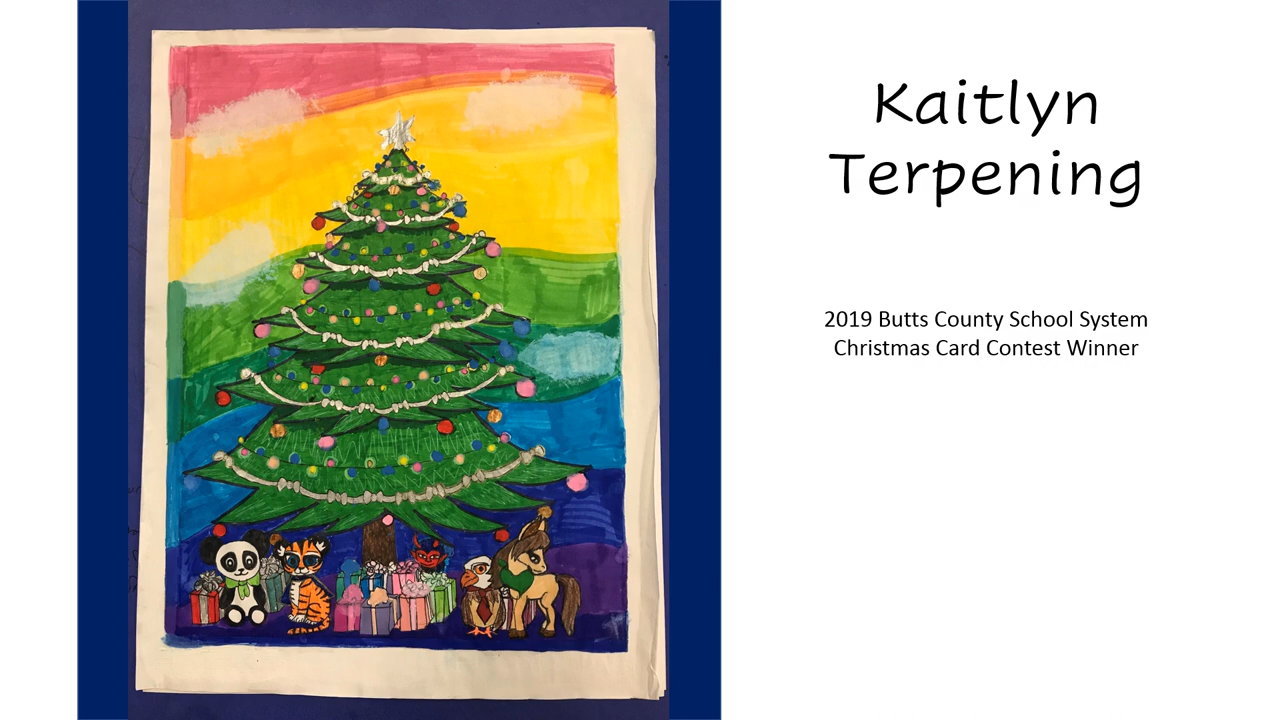 Kaitlyn
Terpening
2019 Butts County School System
Christmas Card Contest Winner